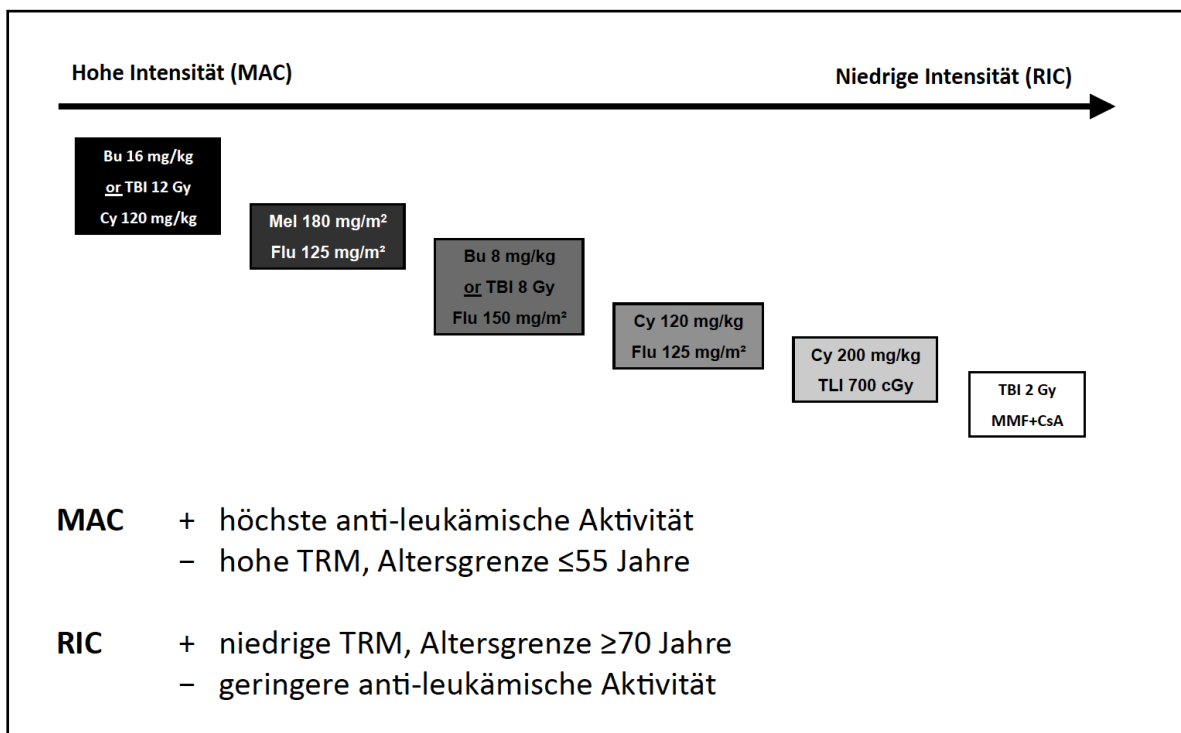 Hohe Intensität (MAC)
Niedrige Intensität (RIC)
Bu 16 mg/kg
or TBI 12 Gy
Cy 120 mg/kg
Mel 180 mg/m²
Flu 125 mg/m²
Bu 8 mg/kg
or TBI 8 Gy
Flu 150 mg/m²
Cy 120 mg/kg
Flu 125 mg/m²
Cy 200 mg/kg
TLI 700 cGy
TBI 2 Gy
MMF+CsA
MAC + höchste anti-leukämische Aktivität
− hohe TRM, Altersgrenze ≤55 Jahre
RIC + niedrige TRM, Altersgrenze ≥70 Jahre
− geringere anti-leukämische Aktivität